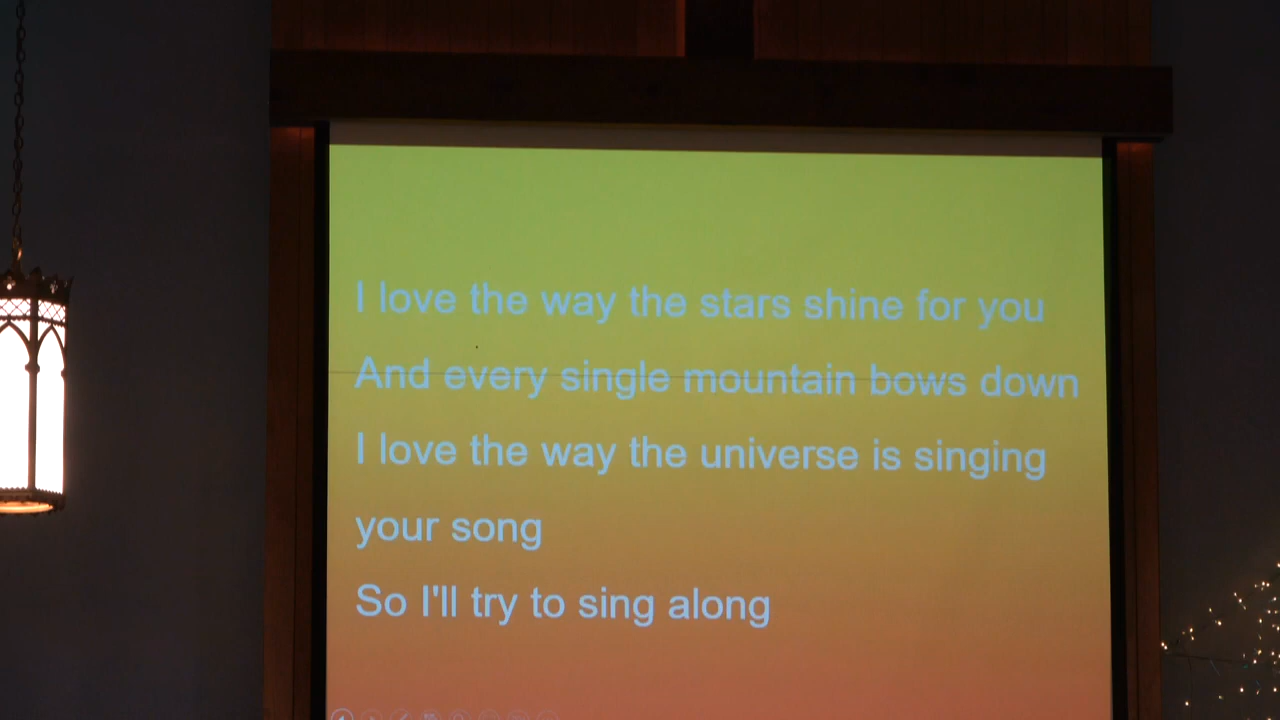 I love the way the stars shine for you
And every single mountain bows down
I love the way the universe is singing
your song
So I'll try to sing along